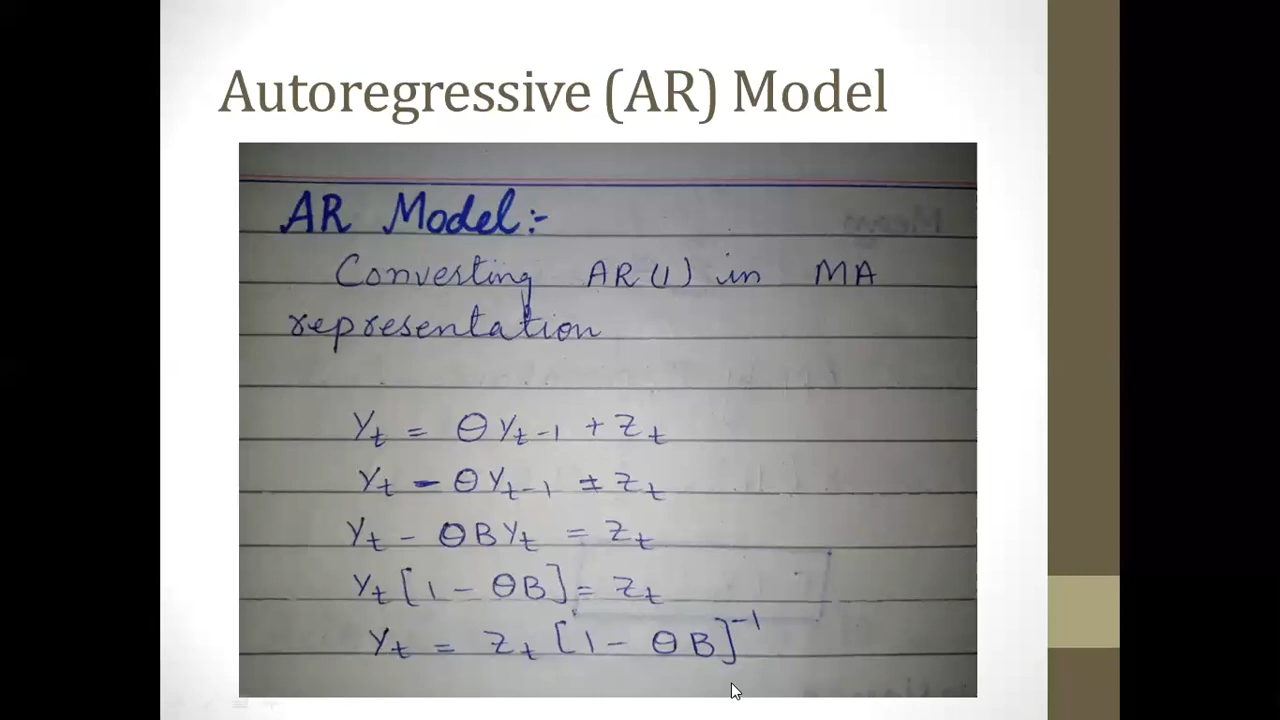 Autoregressive (AR) Model
AR Model:-
Converting AR(1) in MA
representation
Yt = θYt-1 + Zt
Yt - θYt-1 = Zt
Yt - θBYt = Zt
Yt[1 - θB] = Zt
Yt = Zt[1 - θB]^-1